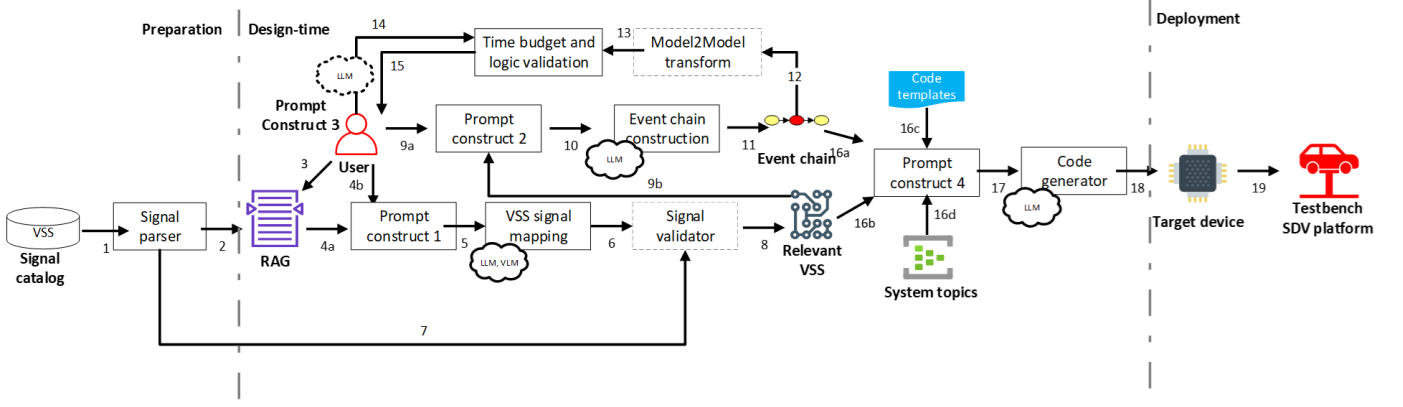 Preparation
Design-time
Deployment
14
LLM
15
Time budget and
logic validation
13
Model2Model
transform
12
Code
templates
Prompt
Construct 3
User
9a
Prompt
construct 2
10
Event chain
construction
LLM
11
Event chain
16a
16c
Prompt
construct 4
17
Code
generator
LLM
18
Target device
19
Testbench
SDV platform
3
4b
9b
VSS
Signal
catalog
1
Signal
parser
2
RAG
4a
Prompt
construct 1
5
VSS signal
mapping
LLM, VLM
6
Signal
validator
8
Relevant
VSS
16b
16d
System topics
7